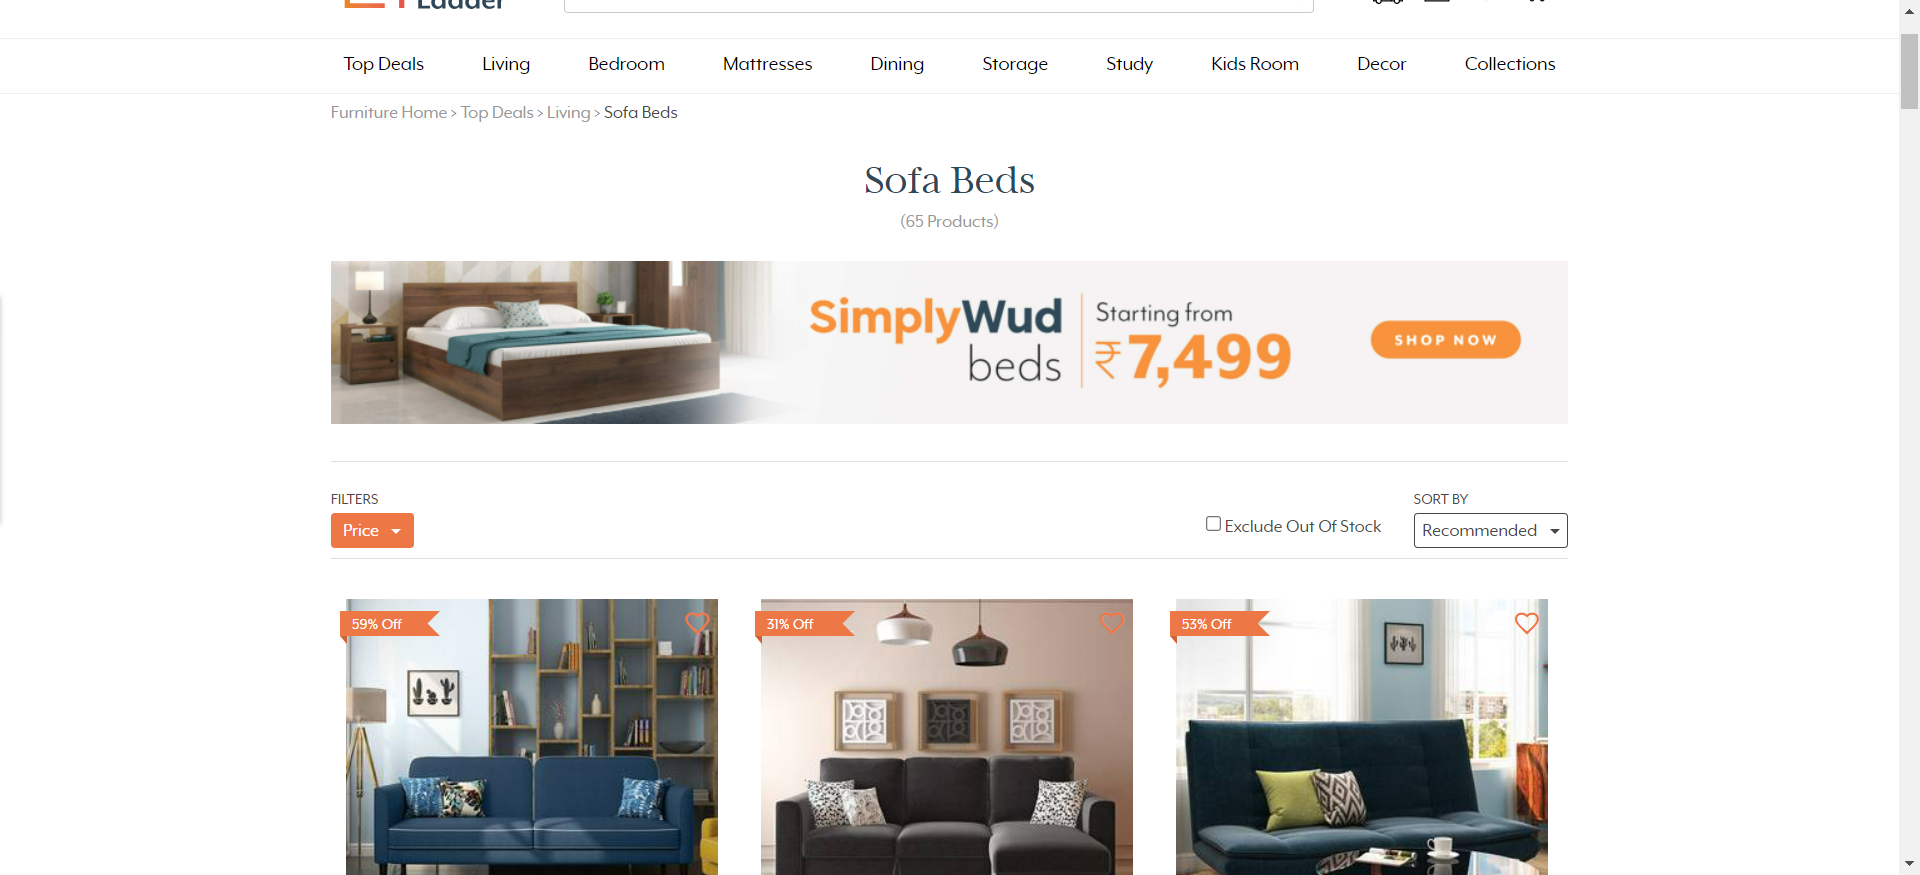 Ladder
Top Deals Living Bedroom Mattresses Dining Storage Study Kids Room Decor Collections
Furniture Home > Top Deals > Living > Sofa Beds
Sofa Beds
(65 Products)
SimplyWud
beds
Starting from
₹7,499
SHOP NOW
FILTERS
Price
Exclude Out Of Stock
SORT BY
Recommended
59% Off
31% Off
53% Off